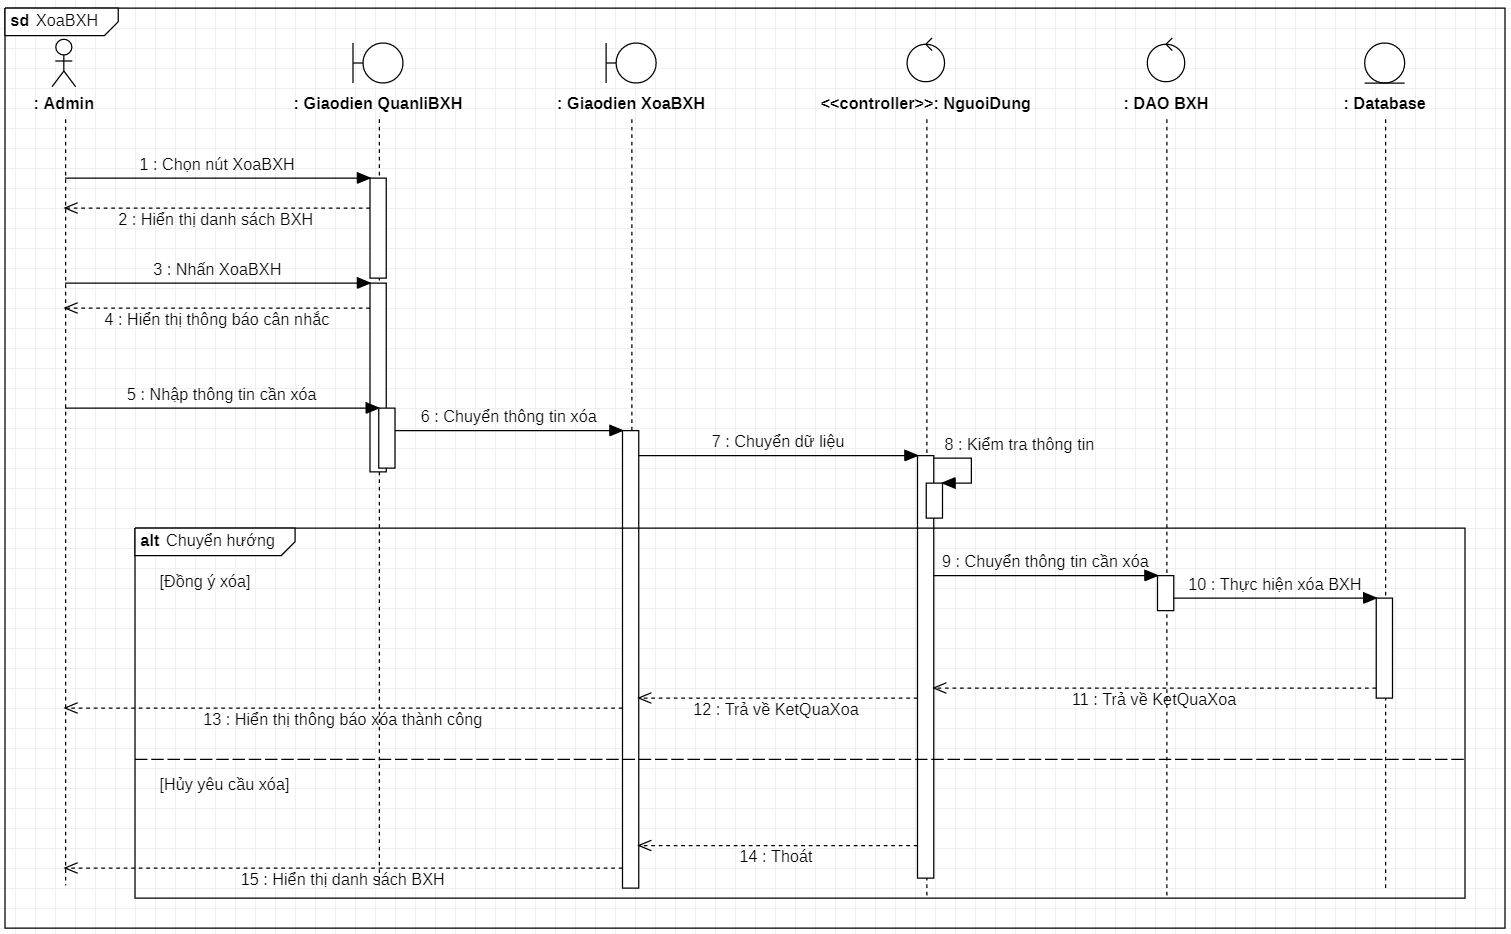 sd XoaBXH
: Admin
: Giaodien QuanliBXH
: Giaodien XoaBXH
<<controller>>: NguoiDung
: DAO BXH
: Database
1 : Chọn nút XoaBXH
2 : Hiển thị danh sách BXH
3 : Nhấn XoaBXH
4 : Hiển thị thông báo cân nhắc
5 : Nhập thông tin cần xóa
6 : Chuyển thông tin xóa
7 : Chuyển dữ liệu
8 : Kiểm tra thông tin
alt Chuyển hướng
[Đồng ý xóa]
9 : Chuyển thông tin cần xóa
10 : Thực hiện xóa BXH
11 : Trả về KetQuaXoa
12 : Trả về KetQuaXoa
13 : Hiển thị thông báo xóa thành công
[Hủy yêu cầu xóa]
14 : Thoát
15 : Hiển thị danh sách BXH